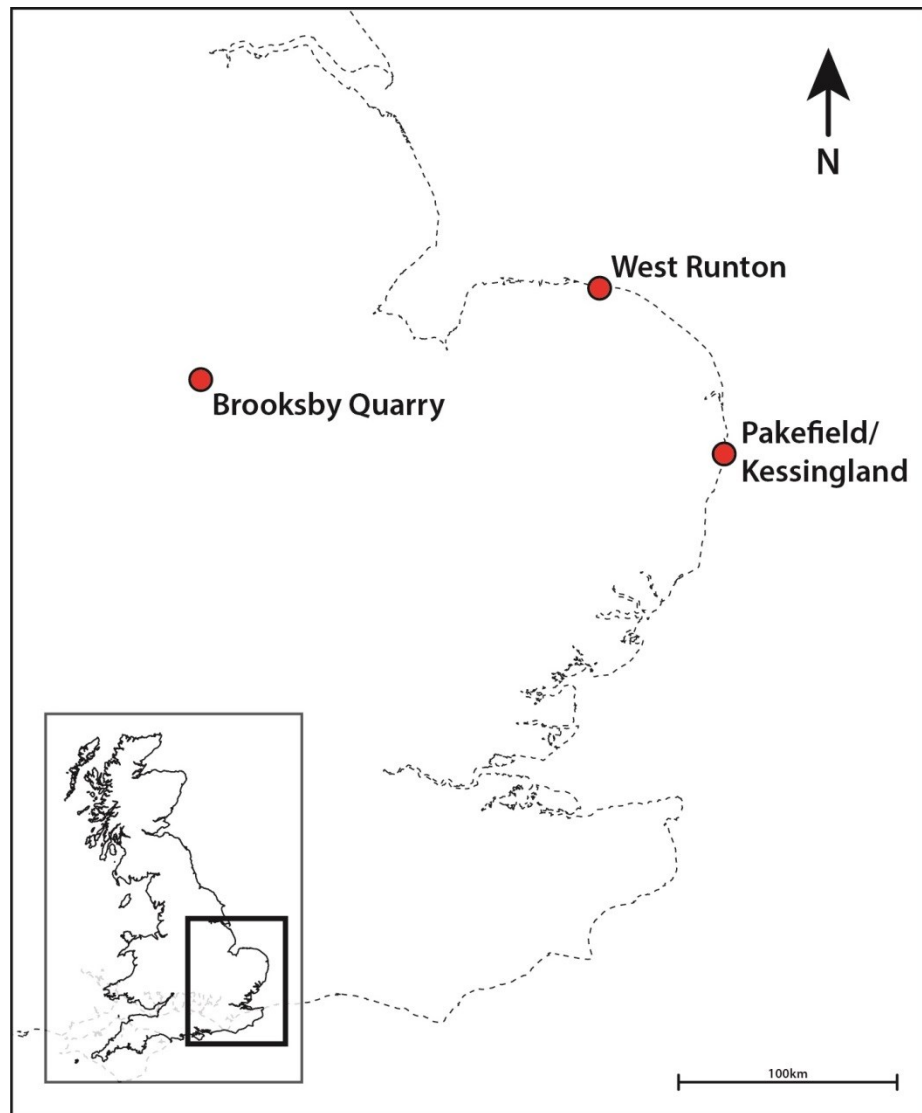 N
West Runton
Brooksby Quarry
Pakefield/
Kessingland
100km